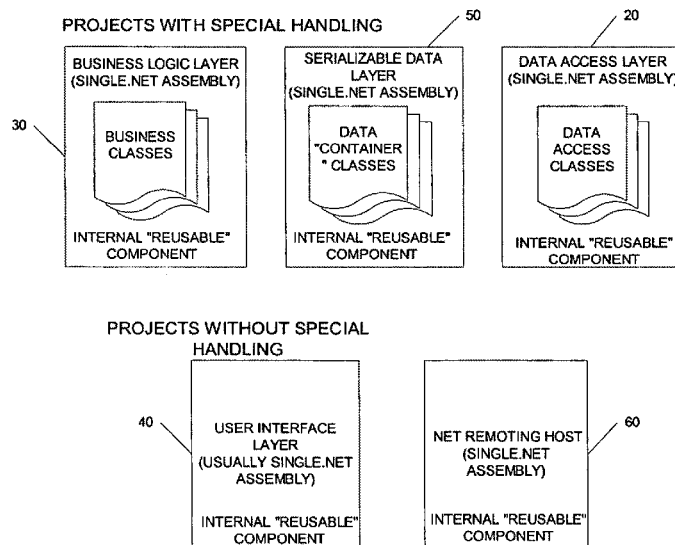 PROJECTS WITH SPECIAL HANDLING
50
20
BUSINESS LOGIC LAYER
(SINGLE.NET ASSEMBLY)
SERIALIZABLE DATA
LAYER
(SINGLE.NET ASSEMBLY)
DATA ACCESS LAYER
(SINGLE.NET ASSEMBLY)
30
BUSINESS
CLASSES
DATA
"CONTAINER
" CLASSES
DATA
ACCESS
CLASSES
INTERNAL "REUSABLE"
COMPONENT
INTERNAL "REUSABLE"
COMPONENT
INTERNAL "REUSABLE"
COMPONENT
PROJECTS WITHOUT SPECIAL
HANDLING
40
60
USER INTERFACE
LAYER
(USUALLY SINGLE.NET
ASSEMBLY)
NET REMOTING HOST
(SINGLE.NET
ASSEMBLY)
INTERNAL "REUSABLE"
COMPONENT
INTERNAL "REUSABLE"
COMPONENT